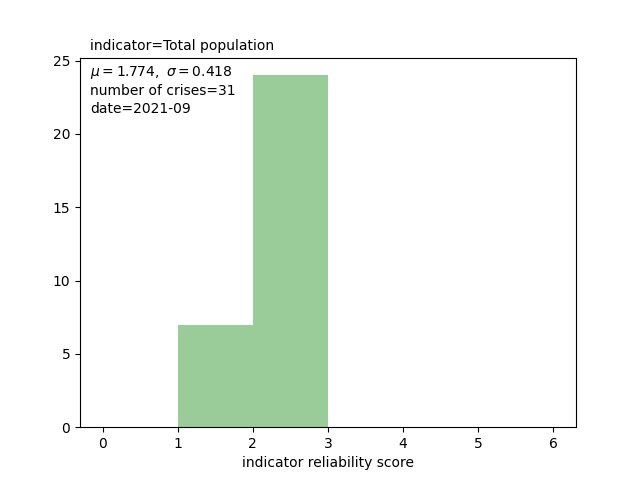 indicator=Total population
μ = 1.774, σ = 0.418
number of crises=31
date=2021-09
25
20
15
10
5
0
0 1 2 3 4 5 6
indicator reliability score